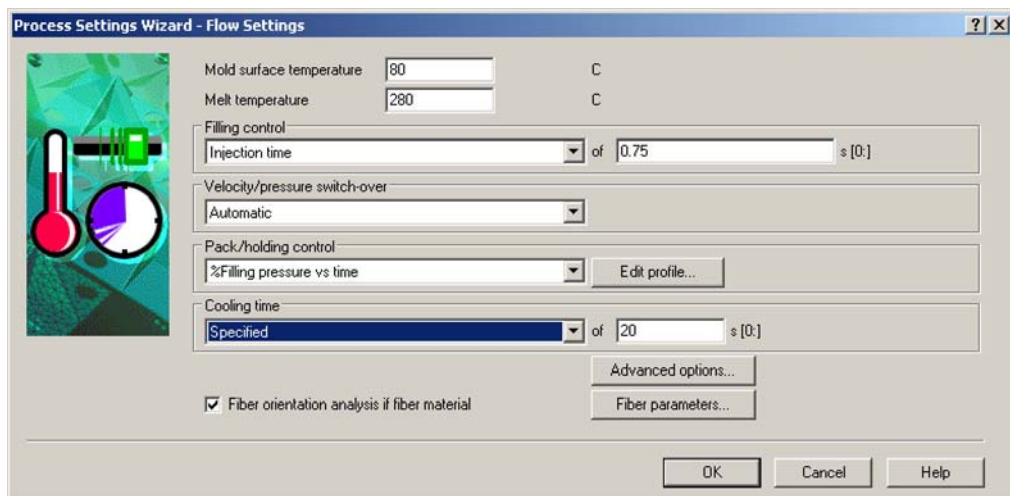 Process Settings Wizard - Flow Settings
Mold surface temperature 80 C
Melt temperature 280 C
Filling control
Injection time of 0.75 s [0:]
Velocity/pressure switch-over
Automatic
Pack/holding control
%Filling pressure vs time Edit profile...
Cooling time
Specified of 20 s [0:]
Advanced options...
Fiber orientation analysis if fiber material Fiber parameters...
OK Cancel Help